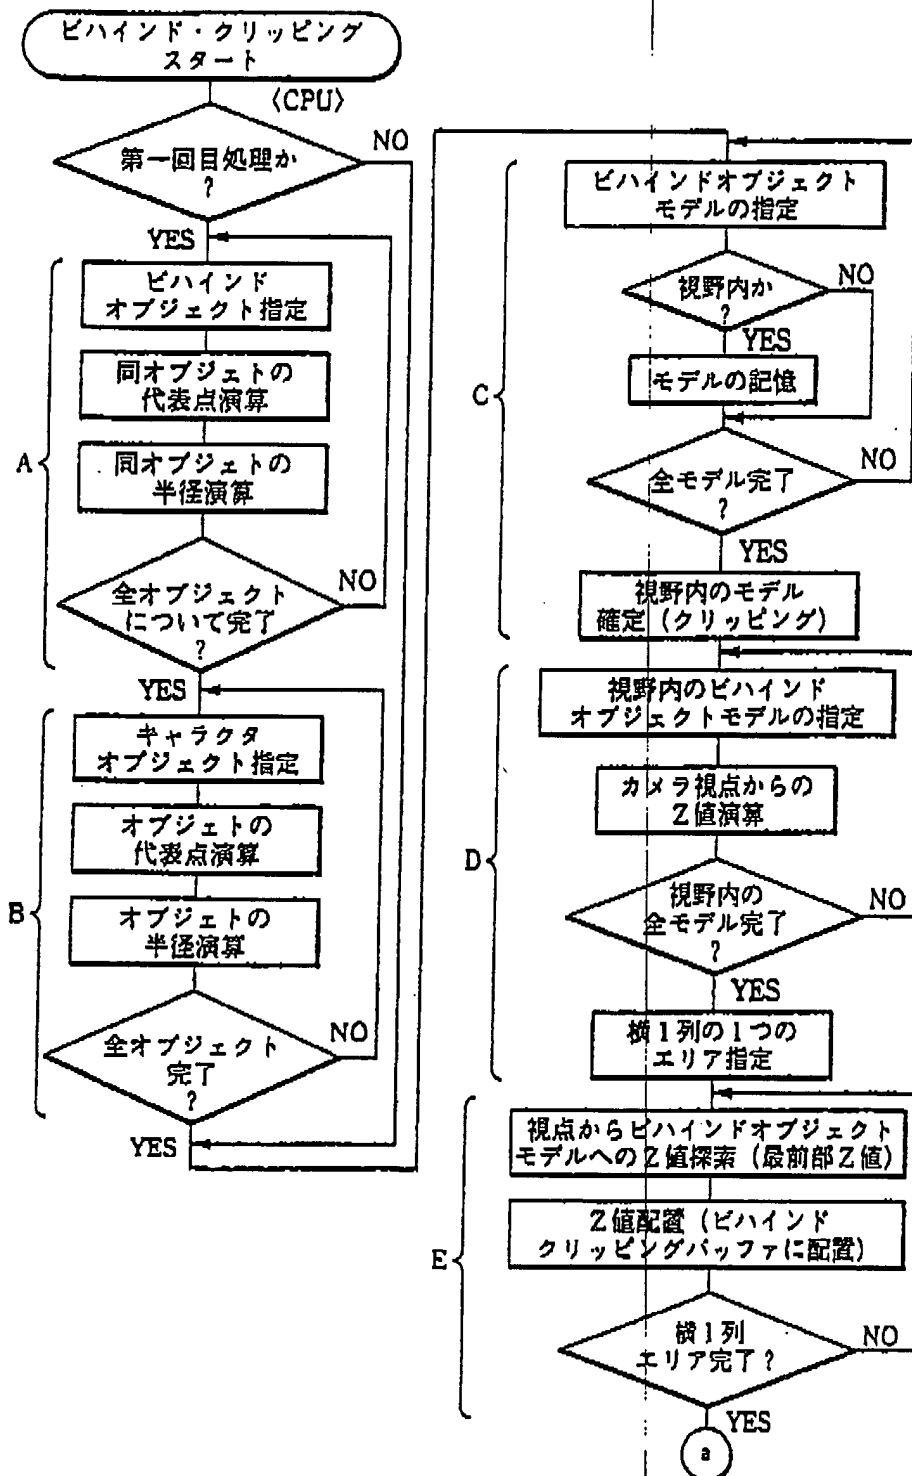 ビハインド・クリッピング
スタート
〈CPU〉
第一回目処理か
?
NO
YES
A
ビハインド
オブジェクト指定
同オブジェトの
代表点演算
同オブジェトの
半径演算
全オブジェクト
について完了
?
NO
YES
B
キャラクタ
オブジェクト指定
オブジェトの
代表点演算
オブジェトの
半径演算
全オブジェクト
完了
?
NO
YES
C
ビハインドオブジェクト
モデルの指定
視野内か
?
NO
YES
モデルの記憶
全モデル完了
?
NO
YES
視野内のモデル
確定(クリッピング)
D
視野内のビハインド
オブジェクトモデルの指定
カメラ視点からの
Z値演算
視野内の
全モデル完了
?
NO
YES
横1列の1つの
エリア指定
E
視点からビハインドオブジェクト
モデルへのZ値探索(最前部Z値)
Z値配置(ビハインド
クリッピングバッファに配置)
横1列
エリア完了?
NO
YES
a